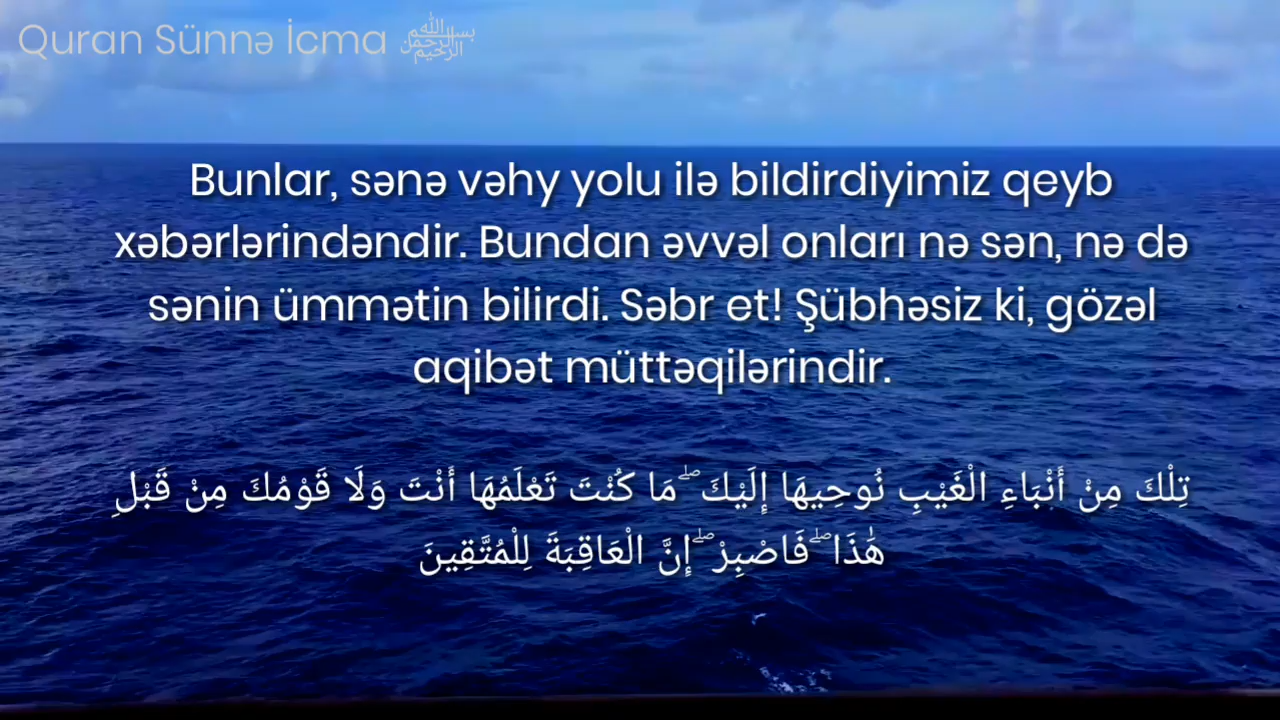 Quran Sünnə İcma ﷽
Bunlar, sənə vəhy yolu ilə bildirdiyimiz qeyb
xəbərlərindəndir. Bundan əvvəl onları nə sən, nə də
sənin ümmətin bilirdi. Səbr et! Şübhəsiz ki, gözəl
aqibət müttəqilərindir.
تِلْكَ مِنْ أَنْبَاءِ الْغَيْبِ نُوحِيهَا إِلَيْكَ ۖ مَا كُنْتَ تَعْلَمُهَا أَنْتَ وَلَا قَوْمُكَ مِنْ قَبْلِ
هَٰذَا ۖ فَاصْبِرْ ۖ إِنَّ الْعَاقِبَةَ لِلْمُتَّقِينَ